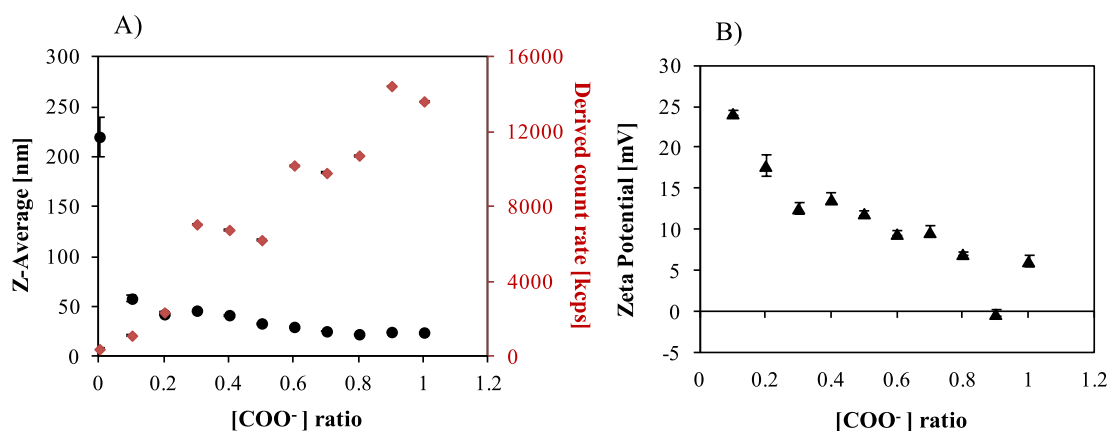 A)
300
250
200
150
100
50
0
Z-Average [nm]
16000
12000
8000
4000
0
Derived count rate [kcps]
0 0.2 0.4 0.6 0.8 1 1.2
[COO-] ratio
B)
30
25
20
15
10
5
0
-5
Zeta Potential [mV]
0 0.2 0.4 0.6 0.8 1 1.2
[COO-] ratio